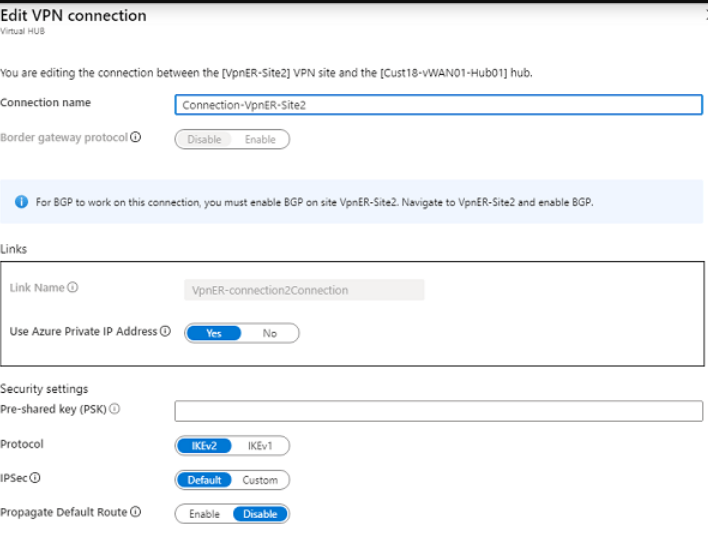 Edit VPN connection
Virtual HUB
You are editing the connection between the [VpnER-Site2] VPN site and the [Cust18-vWAN01-Hub01] hub.
Connection name Connection-VpnER-Site2
Border gateway protocol Disable Enable
For BGP to work on this connection, you must enable BGP on site VpnER-Site2. Navigate to VpnER-Site2 and enable BGP.
Links
Link Name VpnER-connection2Connection
Use Azure Private IP Address Yes No
Security settings
Pre-shared key (PSK)
Protocol IKEv2 IKEv1
IPSec Default Custom
Propagate Default Route Enable Disable